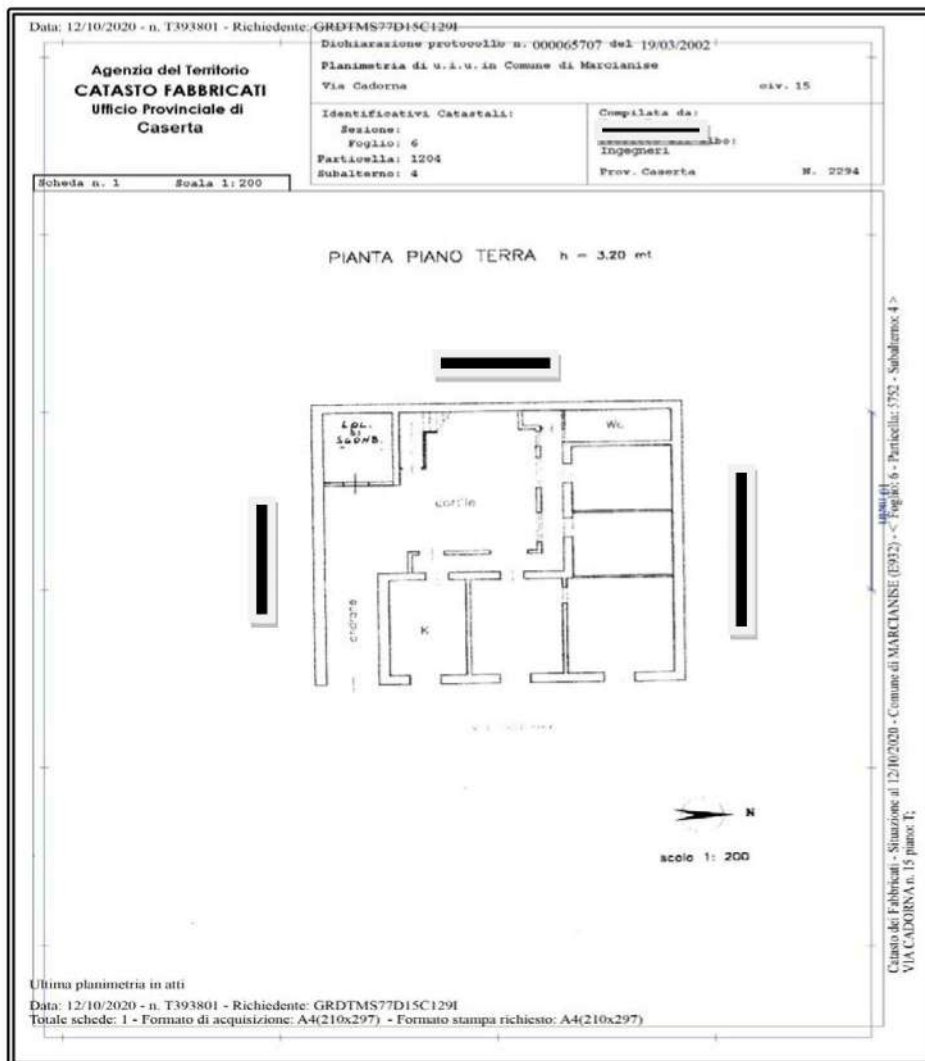 Data: 12/10/2020 - n. T393801 - Richiedente: GRDTMS77D15C129I
Agenzia del Territorio
CATASTO FABBRICATI
Ufficio Provinciale di
Caserta
Dichiarazione protocollo n. 000065707 del 19/03/2002
Planimetria di u.i.u. in Comune di Marcianise
Via Cadorna civ. 15
Identificativi Catastali:
Sezione:
Foglio: 6
Particella: 1204
Subalterno: 4
Compilata da:
Ingegneri
Prov. Caserta N. 2294
Scheda n. 1 Scala 1:200
PIANTA PIANO TERRA h = 3.20 mt
LOC.
DI
SGOMB.
Wc
cortile
androne
K
N
scala 1: 200
Catasto dei Fabbricati - Situazione al 12/10/2020 - Comune di MARCIANISE (E932) - < Foglio: 6 - Particella: 5752 - Subalterno: 4 >
VIA CADORNA n. 15 piano: T;
Ultima planimetria in atti
Data: 12/10/2020 - n. T393801 - Richiedente: GRDTMS77D15C129I
Totale schede: 1 - Formato di acquisizione: A4(210x297) - Formato stampa richiesto: A4(210x297)